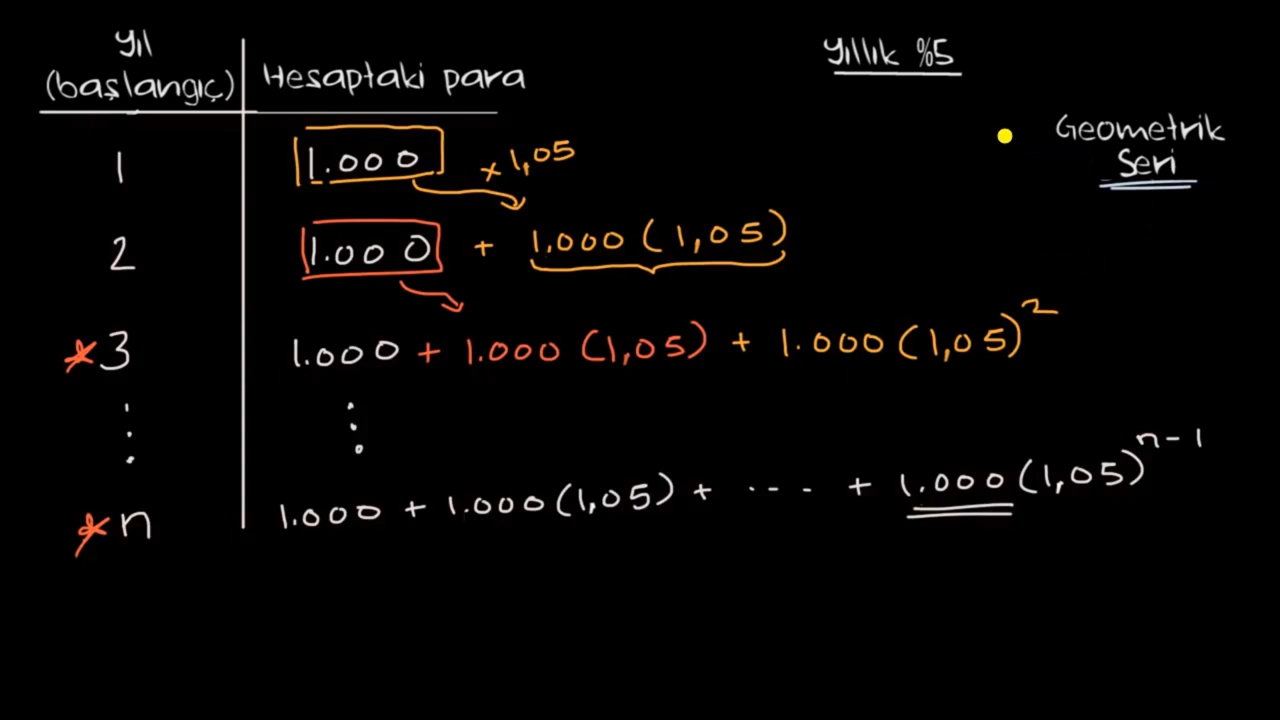 yıl
(başlangıç)
Hesaptaki para
yıllık %5
Geometrik
Seri
1
1.000
x 1,05
2
1.000 + 1.000 (1,05)
*3
1.000 + 1.000 (1,05) + 1.000 (1,05)²
*n
1.000 + 1.000 (1,05) + .... + 1.000 (1,05)ⁿ⁻¹